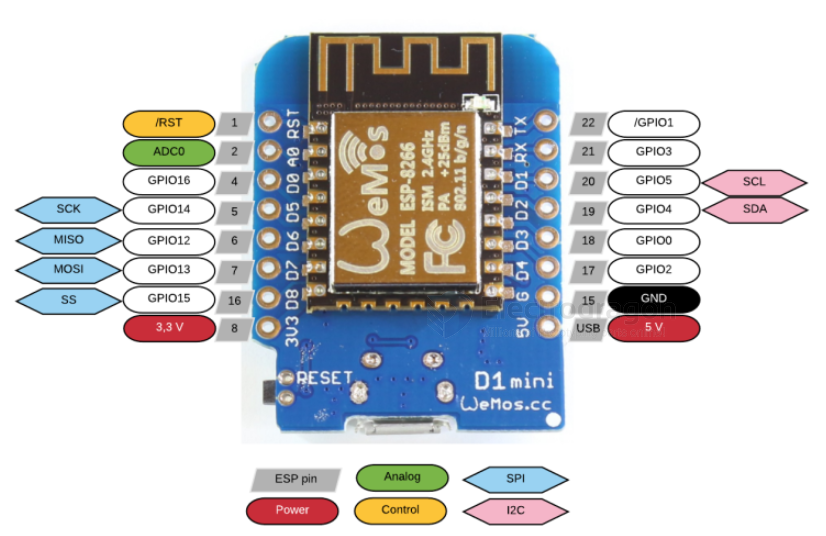 /RST 1 RST TX 22 /GPIO1
ADC0 2 A0 RX 21 GPIO3
GPIO16 4 D0 D1 20 GPIO5 SCL
SCK GPIO14 5 D5 D2 19 GPIO4 SDA
MISO GPIO12 6 D6 D3 18 GPIO0
MOSI GPIO13 7 D7 D4 17 GPIO2
SS GPIO15 16 D8 G 15 GND
3,3 V 8 3V3 5V USB 5 V
WeMos
MODEL ESP-8266
ISM 2.4GHz
PA +25dBm
802.11 b/g/n
FC
Electrodragon
RESET
D1 mini
WeMos.cc
ESP pin Analog SPI
Power Control I2C